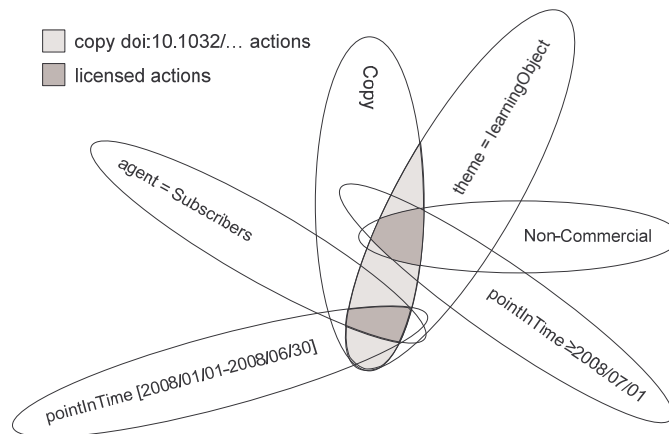 copy doi:10.1032/… actions
licensed actions
Copy
theme = learningObject
agent = Subscribers
Non-Commercial
pointInTime ≥2008/07/01
pointInTime [2008/01/01-2008/06/30]